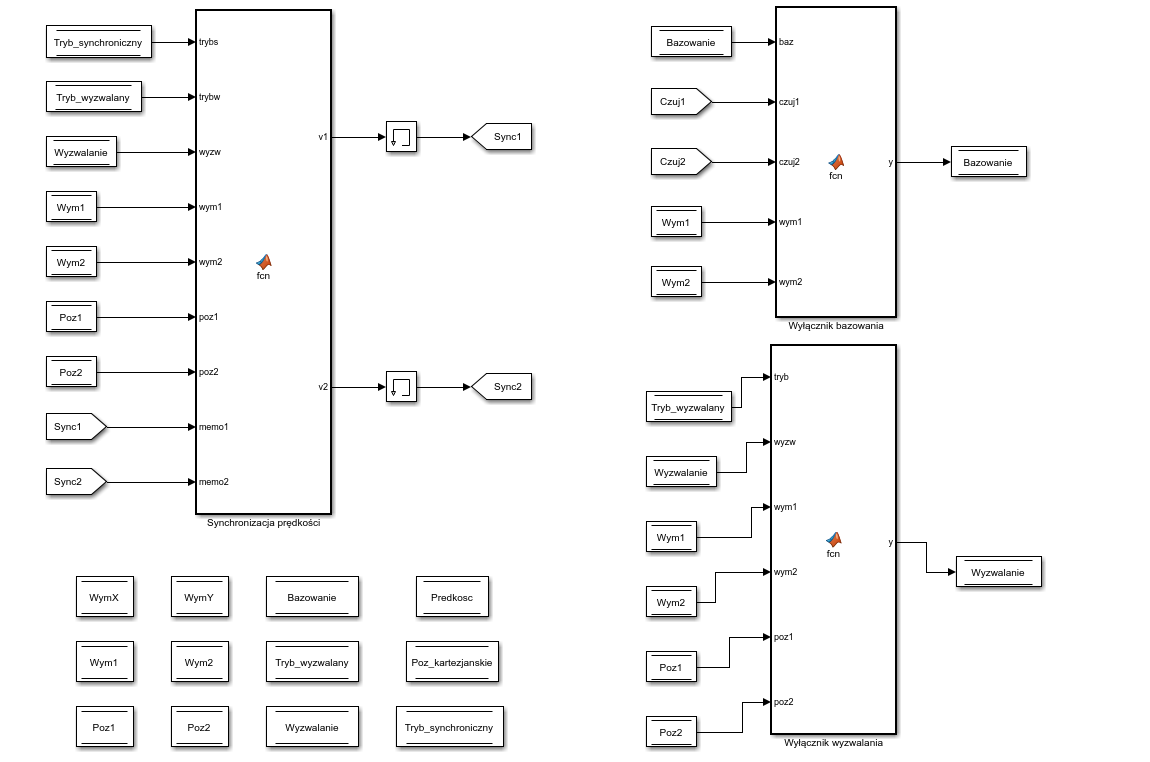 Tryb_synchroniczny
Tryb_wyzwalany
Wyzwalanie
Wym1
Wym2
Poz1
Poz2
Sync1
Sync2
trybs
trybw
wyzw
wym1
wym2
poz1
poz2
memo1
memo2
fcn
v1
v2
Synchronizacja prędkości
Sync1
Sync2
Bazowanie
Czuj1
Czuj2
Wym1
Wym2
baz
czuj1
czuj2
wym1
wym2
fcn
y
Wyłącznik bazowania
Bazowanie
Tryb_wyzwalany
Wyzwalanie
Wym1
Wym2
Poz1
Poz2
tryb
wyzw
wym1
wym2
poz1
poz2
fcn
y
Wyłącznik wyzwalania
Wyzwalanie
WymX
WymY
Bazowanie
Predkosc
Wym1
Wym2
Tryb_wyzwalany
Poz_kartezjanskie
Poz1
Poz2
Wyzwalanie
Tryb_synchroniczny